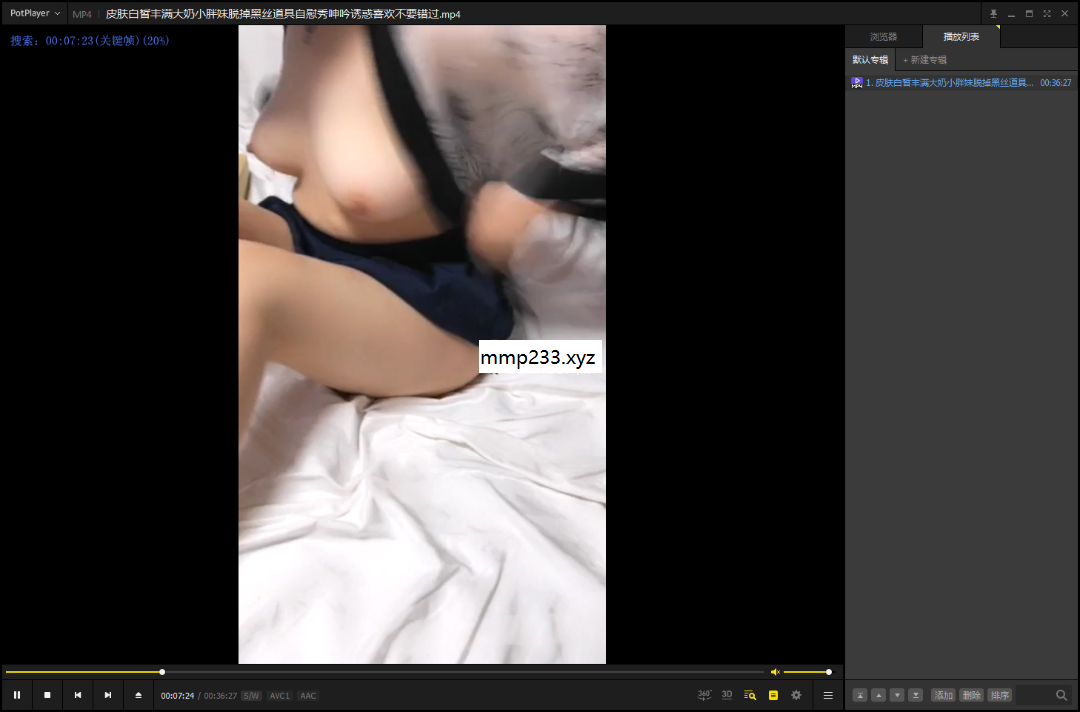 PotPlayer
MP4
皮肤白皙丰满大奶小胖妹脱掉黑丝道具自慰秀呻吟诱惑喜欢不要错过.mp4
搜索: 00:07:23(关键帧)(20%)
浏览器
播放列表
默认专辑
+ 新建专辑
1. 皮肤白皙丰满大奶小胖妹脱掉黑丝道具... 00:36:27
mmp233.xyz
00:07:24 / 00:36:27 S/W AVC1 AAC
360° 3D
添加 删除 排序